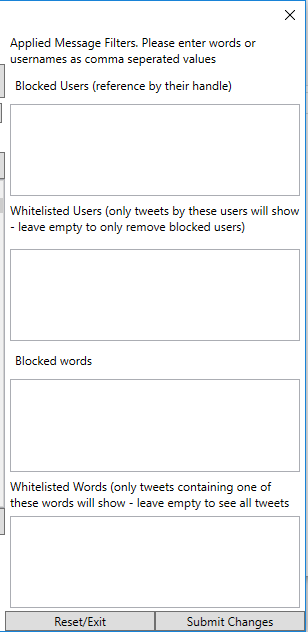 Applied Message Filters. Please enter words or
usernames as comma seperated values
Blocked Users (reference by their handle)
Whitelisted Users (only tweets by these users will show
- leave empty to only remove blocked users)
Blocked words
Whitelisted Words (only tweets containing one of
these words will show - leave empty to see all tweets
Reset/Exit
Submit Changes